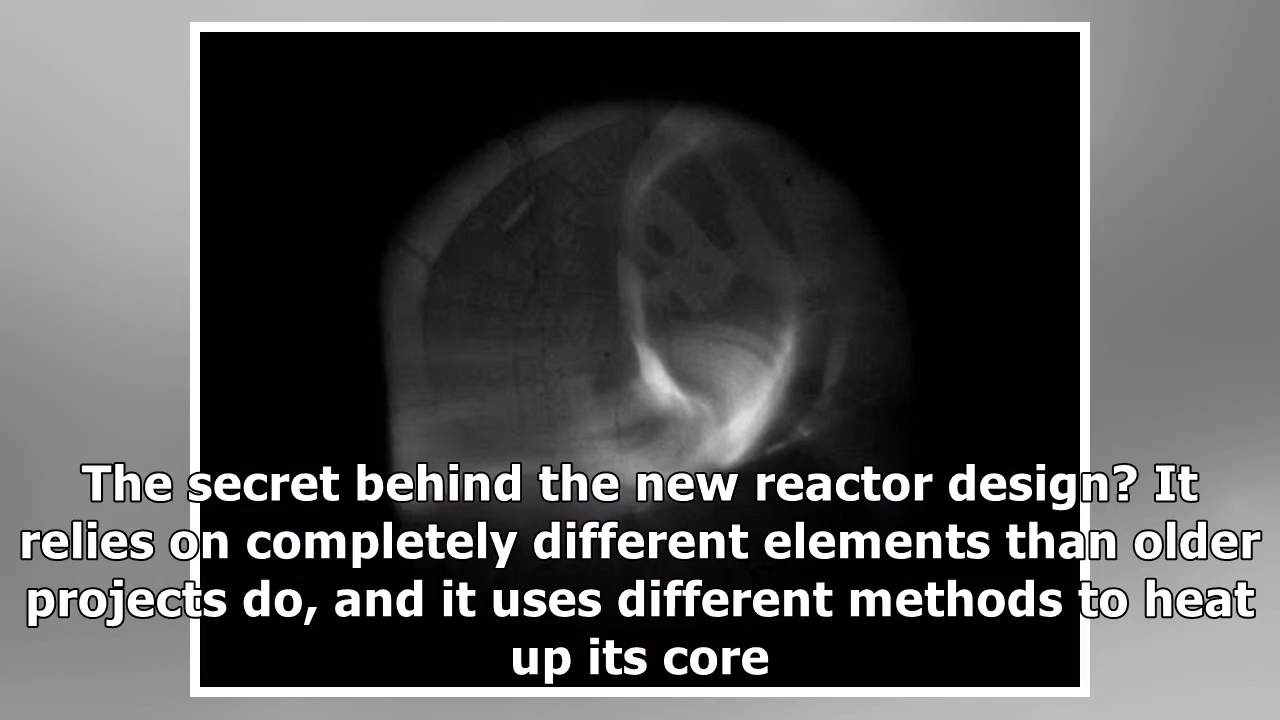 The secret behind the new reactor design? It
relies on completely different elements than older
projects do, and it uses different methods to heat
up its core